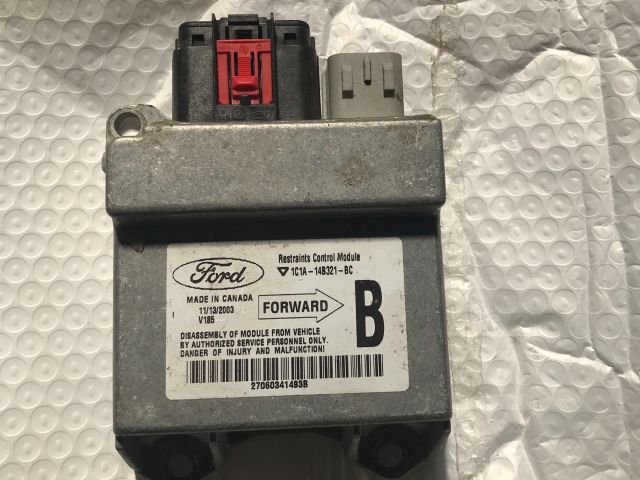 Ford
Restraints Control Module
1C1A-14B321-BC
MADE IN CANADA
11/13/2003
V185
FORWARD
B
DISASSEMBLY OF MODULE FROM VEHICLE
BY AUTHORIZED SERVICE PERSONNEL ONLY.
DANGER OF INJURY AND MALFUNCTION!
27060341493B